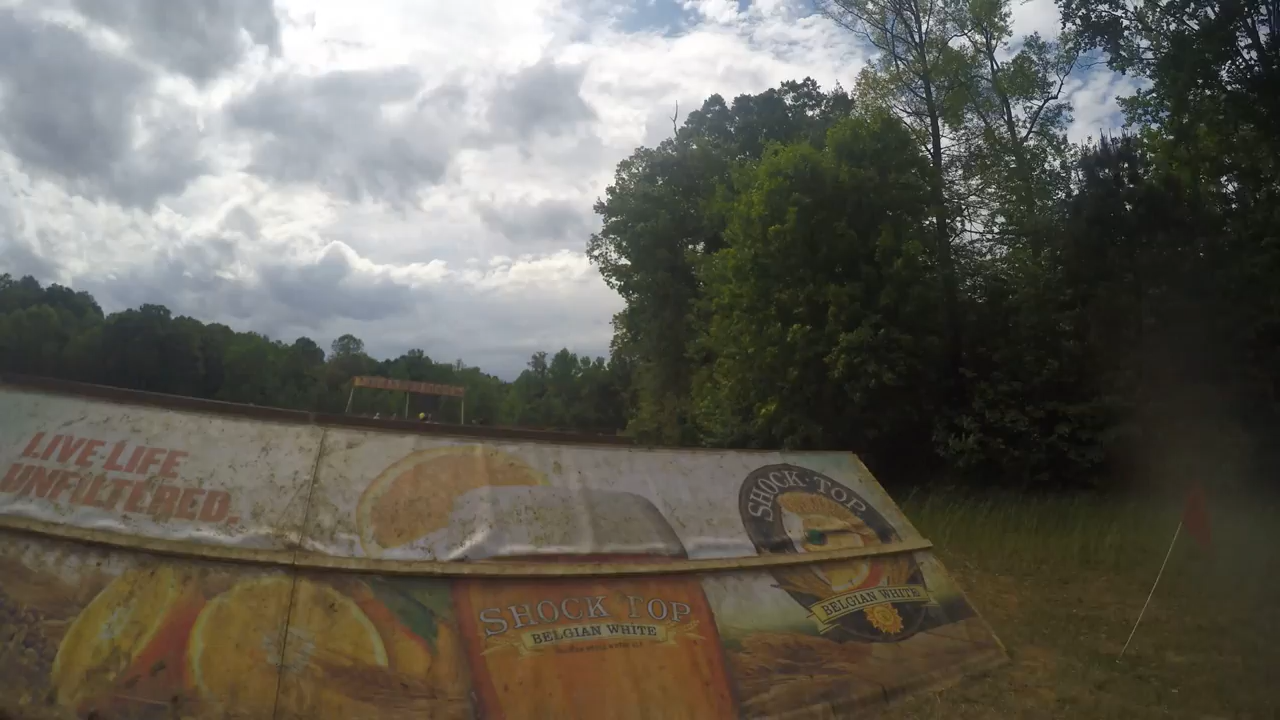 LIVE LIFE
UNFILTERED.
SHOCK TOP
BELGIAN WHITE
SHOCK TOP
BELGIAN WHITE